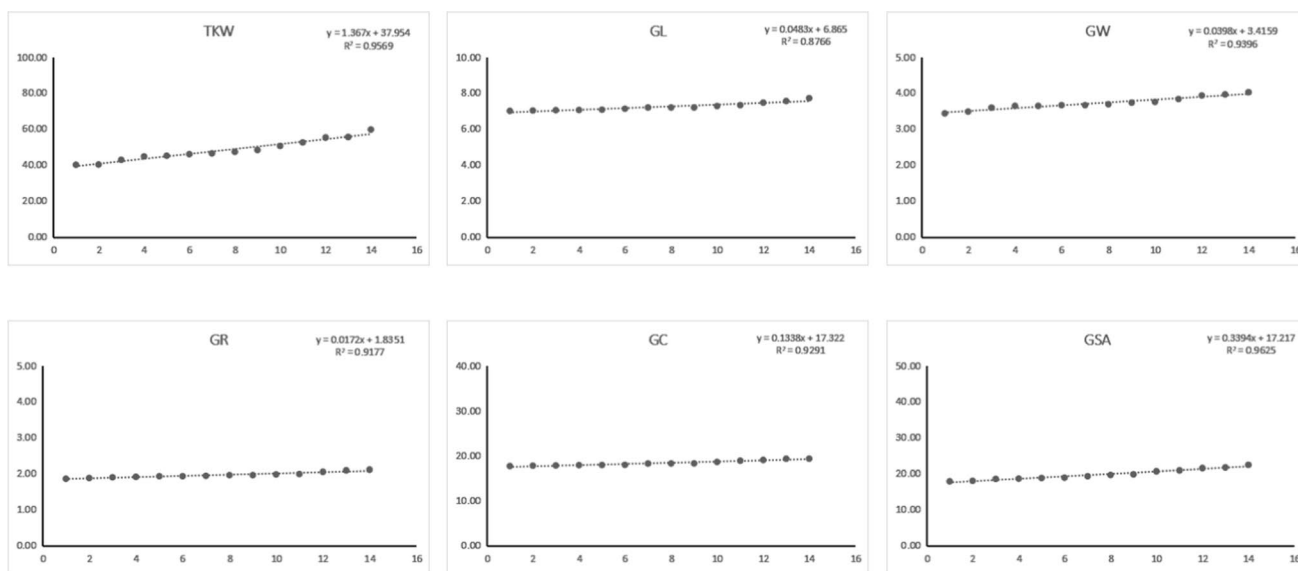 TKW
y = 1.367x + 37.954
R² = 0.9569
100.00
80.00
60.00
40.00
20.00
0.00
0 2 4 6 8 10 12 14 16
GL
y = 0.0483x + 6.865
R² = 0.8766
10.00
8.00
6.00
4.00
2.00
0.00
0 2 4 6 8 10 12 14 16
GW
y = 0.0398x + 3.4159
R² = 0.9396
5.00
4.00
3.00
2.00
1.00
0.00
0 2 4 6 8 10 12 14 16
GR
y = 0.0172x + 1.8351
R² = 0.9177
5.00
4.00
3.00
2.00
1.00
0.00
0 2 4 6 8 10 12 14 16
GC
y = 0.1338x + 17.322
R² = 0.9291
40.00
30.00
20.00
10.00
0.00
0 2 4 6 8 10 12 14 16
GSA
y = 0.3394x + 17.217
R² = 0.9625
50.00
40.00
30.00
20.00
10.00
0.00
0 2 4 6 8 10 12 14 16